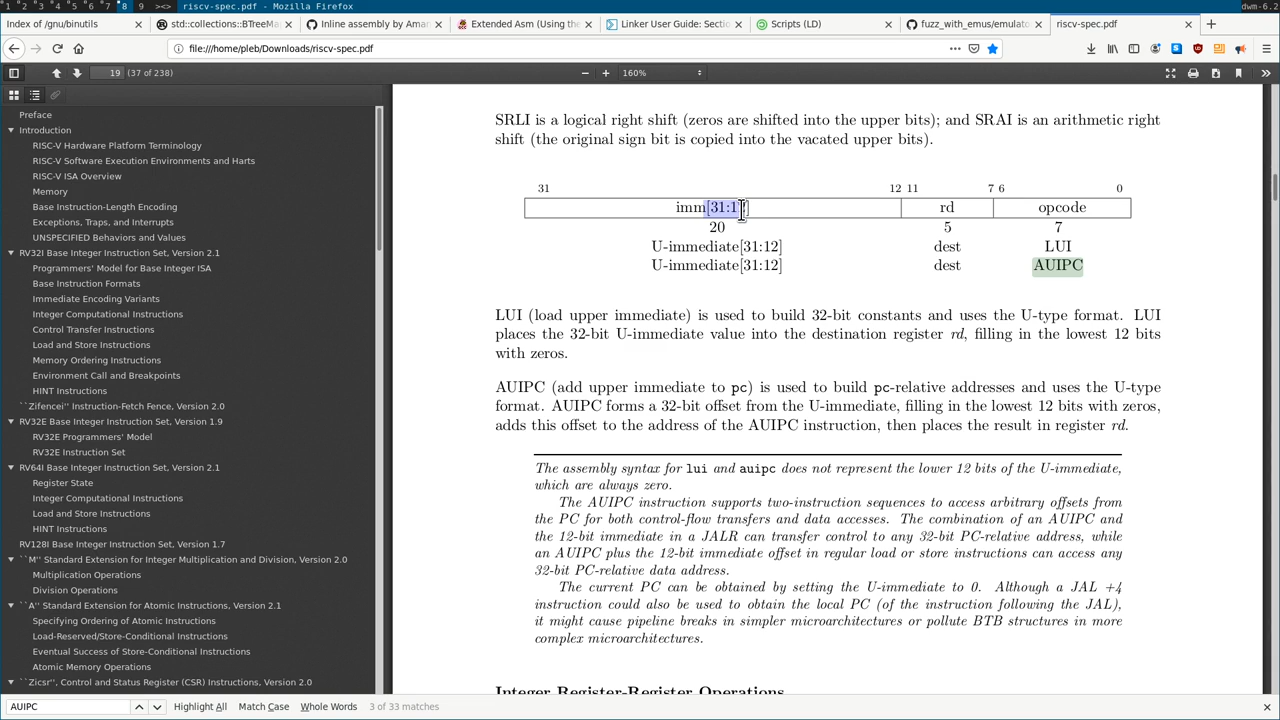 1 2 3 4 5 6 7 8 9 riscv-spec.pdf - Mozilla Firefox dwm-6.2
Index of /gnu/binutils
std::collections::BTreeMap
Inline assembly by Aman
Extended Asm (Using the
Linker User Guide: Sectio
Scripts (LD)
fuzz_with_emus/emulato
riscv-spec.pdf
file:///home/pleb/Downloads/riscv-spec.pdf
19 (37 of 238)
160%
Preface
Introduction
RISC-V Hardware Platform Terminology
RISC-V Software Execution Environments and Harts
RISC-V ISA Overview
Memory
Base Instruction-Length Encoding
Exceptions, Traps, and Interrupts
UNSPECIFIED Behaviors and Values
RV32I Base Integer Instruction Set, Version 2.1
Programmers' Model for Base Integer ISA
Base Instruction Formats
Immediate Encoding Variants
Integer Computational Instructions
Control Transfer Instructions
Load and Store Instructions
Memory Ordering Instructions
Environment Call and Breakpoints
HINT Instructions
``Zifencei'' Instruction-Fetch Fence, Version 2.0
RV32E Base Integer Instruction Set, Version 1.9
RV32E Programmers' Model
RV32E Instruction Set
RV64I Base Integer Instruction Set, Version 2.1
Register State
Integer Computational Instructions
Load and Store Instructions
HINT Instructions
RV128I Base Integer Instruction Set, Version 1.7
``M'' Standard Extension for Integer Multiplication and Division, Version 2.0
Multiplication Operations
Division Operations
``A'' Standard Extension for Atomic Instructions, Version 2.1
Specifying Ordering of Atomic Instructions
Load-Reserved/Store-Conditional Instructions
Eventual Success of Store-Conditional Instructions
Atomic Memory Operations
``Zicsr'', Control and Status Register (CSR) Instructions, Version 2.0
SRLI is a logical right shift (zeros are shifted into the upper bits); and SRAI is an arithmetic right
shift (the original sign bit is copied into the vacated upper bits).
31 12 11 7 6 0
imm[31:12] rd opcode
20 5 7
U-immediate[31:12] dest LUI
U-immediate[31:12] dest AUIPC
LUI (load upper immediate) is used to build 32-bit constants and uses the U-type format. LUI
places the 32-bit U-immediate value into the destination register rd, filling in the lowest 12 bits
with zeros.
AUIPC (add upper immediate to pc) is used to build pc-relative addresses and uses the U-type
format. AUIPC forms a 32-bit offset from the U-immediate, filling in the lowest 12 bits with zeros,
adds this offset to the address of the AUIPC instruction, then places the result in register rd.
The assembly syntax for lui and auipc does not represent the lower 12 bits of the U-immediate,
which are always zero.
The AUIPC instruction supports two-instruction sequences to access arbitrary offsets from
the PC for both control-flow transfers and data accesses. The combination of an AUIPC and
the 12-bit immediate in a JALR can transfer control to any 32-bit PC-relative address, while
an AUIPC plus the 12-bit immediate offset in regular load or store instructions can access any
32-bit PC-relative data address.
The current PC can be obtained by setting the U-immediate to 0. Although a JAL +4
instruction could also be used to obtain the local PC (of the instruction following the JAL),
it might cause pipeline breaks in simpler microarchitectures or pollute BTB structures in more
complex microarchitectures.
Integer Register-Register Operations
AUIPC
Highlight All Match Case Whole Words 3 of 33 matches